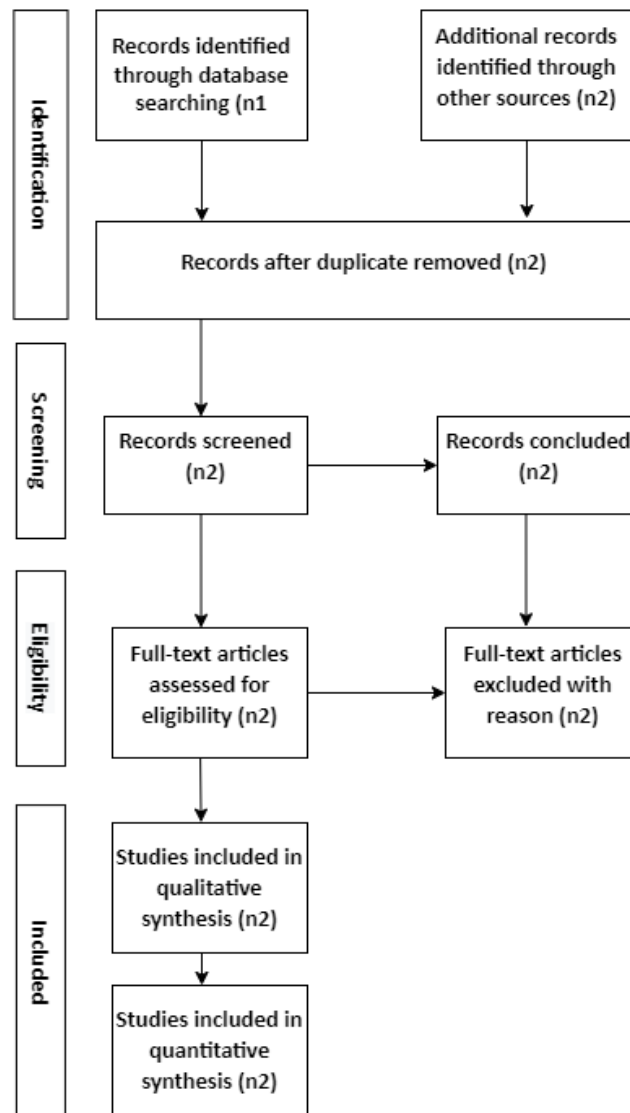 Identification
Records identified
through database
searching (n1
Additional records
identified through
other sources (n2)
Records after duplicate removed (n2)
Screening
Records screened
(n2)
Records concluded
(n2)
Eligibility
Full-text articles
assessed for
eligibility (n2)
Full-text articles
excluded with
reason (n2)
Included
Studies included in
qualitative
synthesis (n2)
Studies included in
quantitative
synthesis (n2)